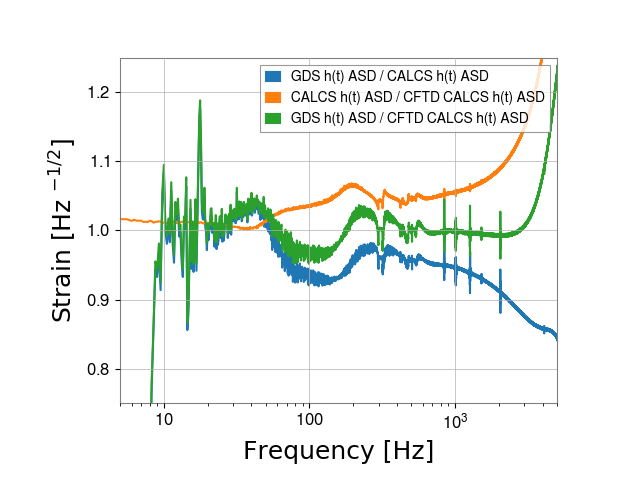 GDS h(t) ASD / CALCS h(t) ASD
CALCS h(t) ASD / CFTD CALCS h(t) ASD
GDS h(t) ASD / CFTD CALCS h(t) ASD
1.2
1.1
1.0
0.9
0.8
Strain [Hz⁻¹/²]
10 100 10³
Frequency [Hz]